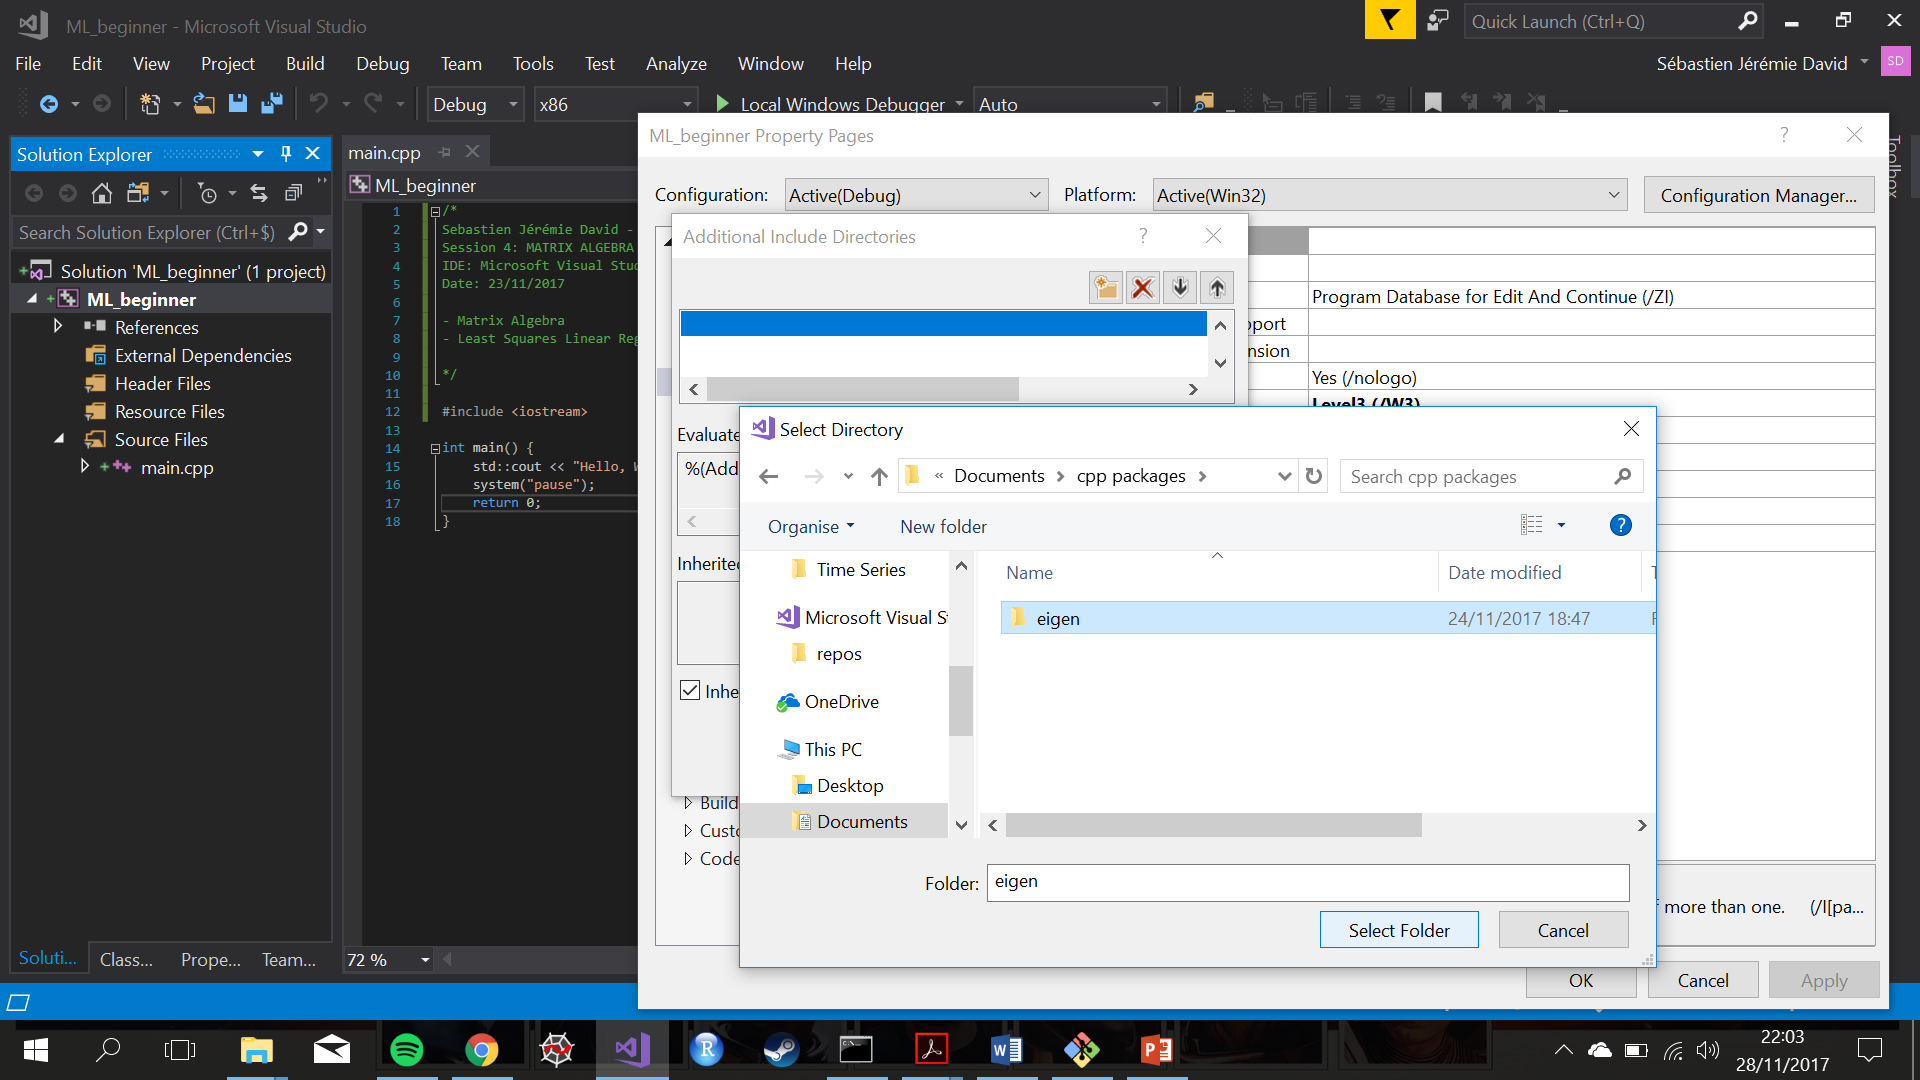 ML_beginner - Microsoft Visual Studio
Quick Launch (Ctrl+Q)
File Edit View Project Build Debug Team Tools Test Analyze Window Help
Sébastien Jérémie David SD
Debug x86 Local Windows Debugger Auto
Solution Explorer
Search Solution Explorer (Ctrl+$)
Solution 'ML_beginner' (1 project)
ML_beginner
References
External Dependencies
Header Files
Resource Files
Source Files
main.cpp
Soluti... Class... Prope... Team...
main.cpp
ML_beginner
1 /*
2 Sebastien Jérémie David -
3 Session 4: MATRIX ALGEBRA
4 IDE: Microsoft Visual Stu
5 Date: 23/11/2017
6
7 - Matrix Algebra
8 - Least Squares Linear Reg
9
10 */
11
12 #include <iostream>
13
14 int main() {
15 std::cout << "Hello, W
16 system("pause");
17 return 0;
18 }
72 %
Toolbox
ML_beginner Property Pages
Configuration: Active(Debug) Platform: Active(Win32) Configuration Manager...
Program Database for Edit And Continue (/ZI)
pport
nsion
Yes (/nologo)
Level3 (/W3)
Build
Custo
Code
f more than one. (/I[pa...
OK Cancel Apply
Additional Include Directories
Evaluate
%(Add
Inherited
Inhe
Select Directory
« Documents > cpp packages >
Search cpp packages
Organise New folder
Time Series
Microsoft Visual S
repos
OneDrive
This PC
Desktop
Documents
Name Date modified T
eigen 24/11/2017 18:47 F
Folder: eigen
Select Folder Cancel
22:03
28/11/2017